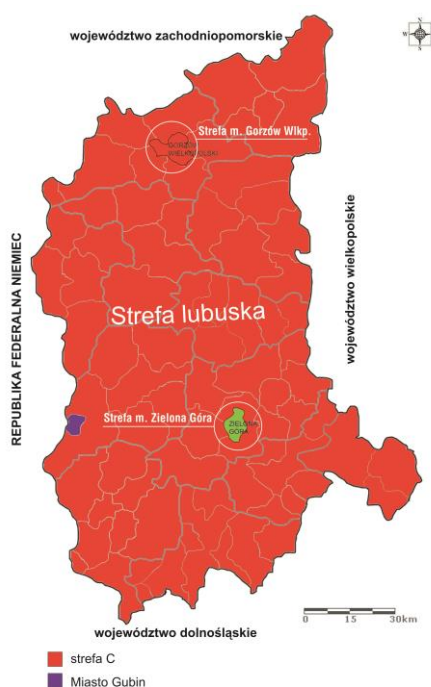 województwo zachodniopomorskie
Strefa m. Gorzów Wlkp.
GORZÓW
WIELKOPOLSKI
REPUBLIKA FEDERALNA NIEMIEC
województwo wielkopolskie
Strefa lubuska
Strefa m. Zielona Góra
ZIELONA
GÓRA
0 15 30km
województwo dolnośląskie
strefa C
Miasto Gubin